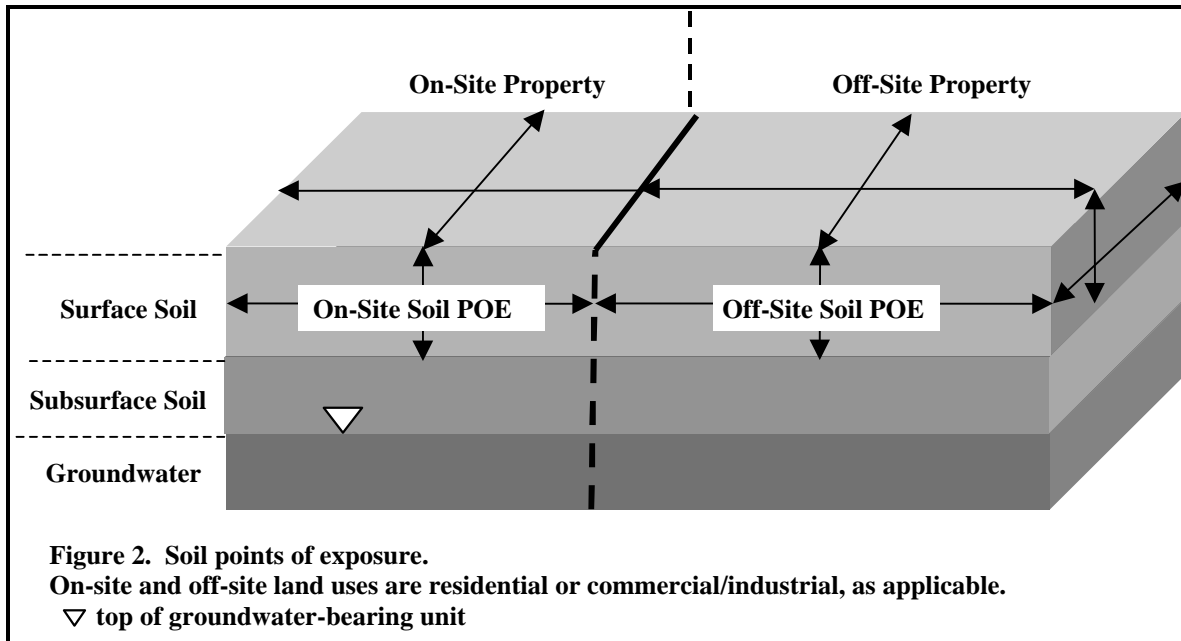 On-Site Property
Off-Site Property
Surface Soil
On-Site Soil POE
Off-Site Soil POE
Subsurface Soil
Groundwater
Figure 2. Soil points of exposure.
On-site and off-site land uses are residential or commercial/industrial, as applicable.
▽ top of groundwater-bearing unit